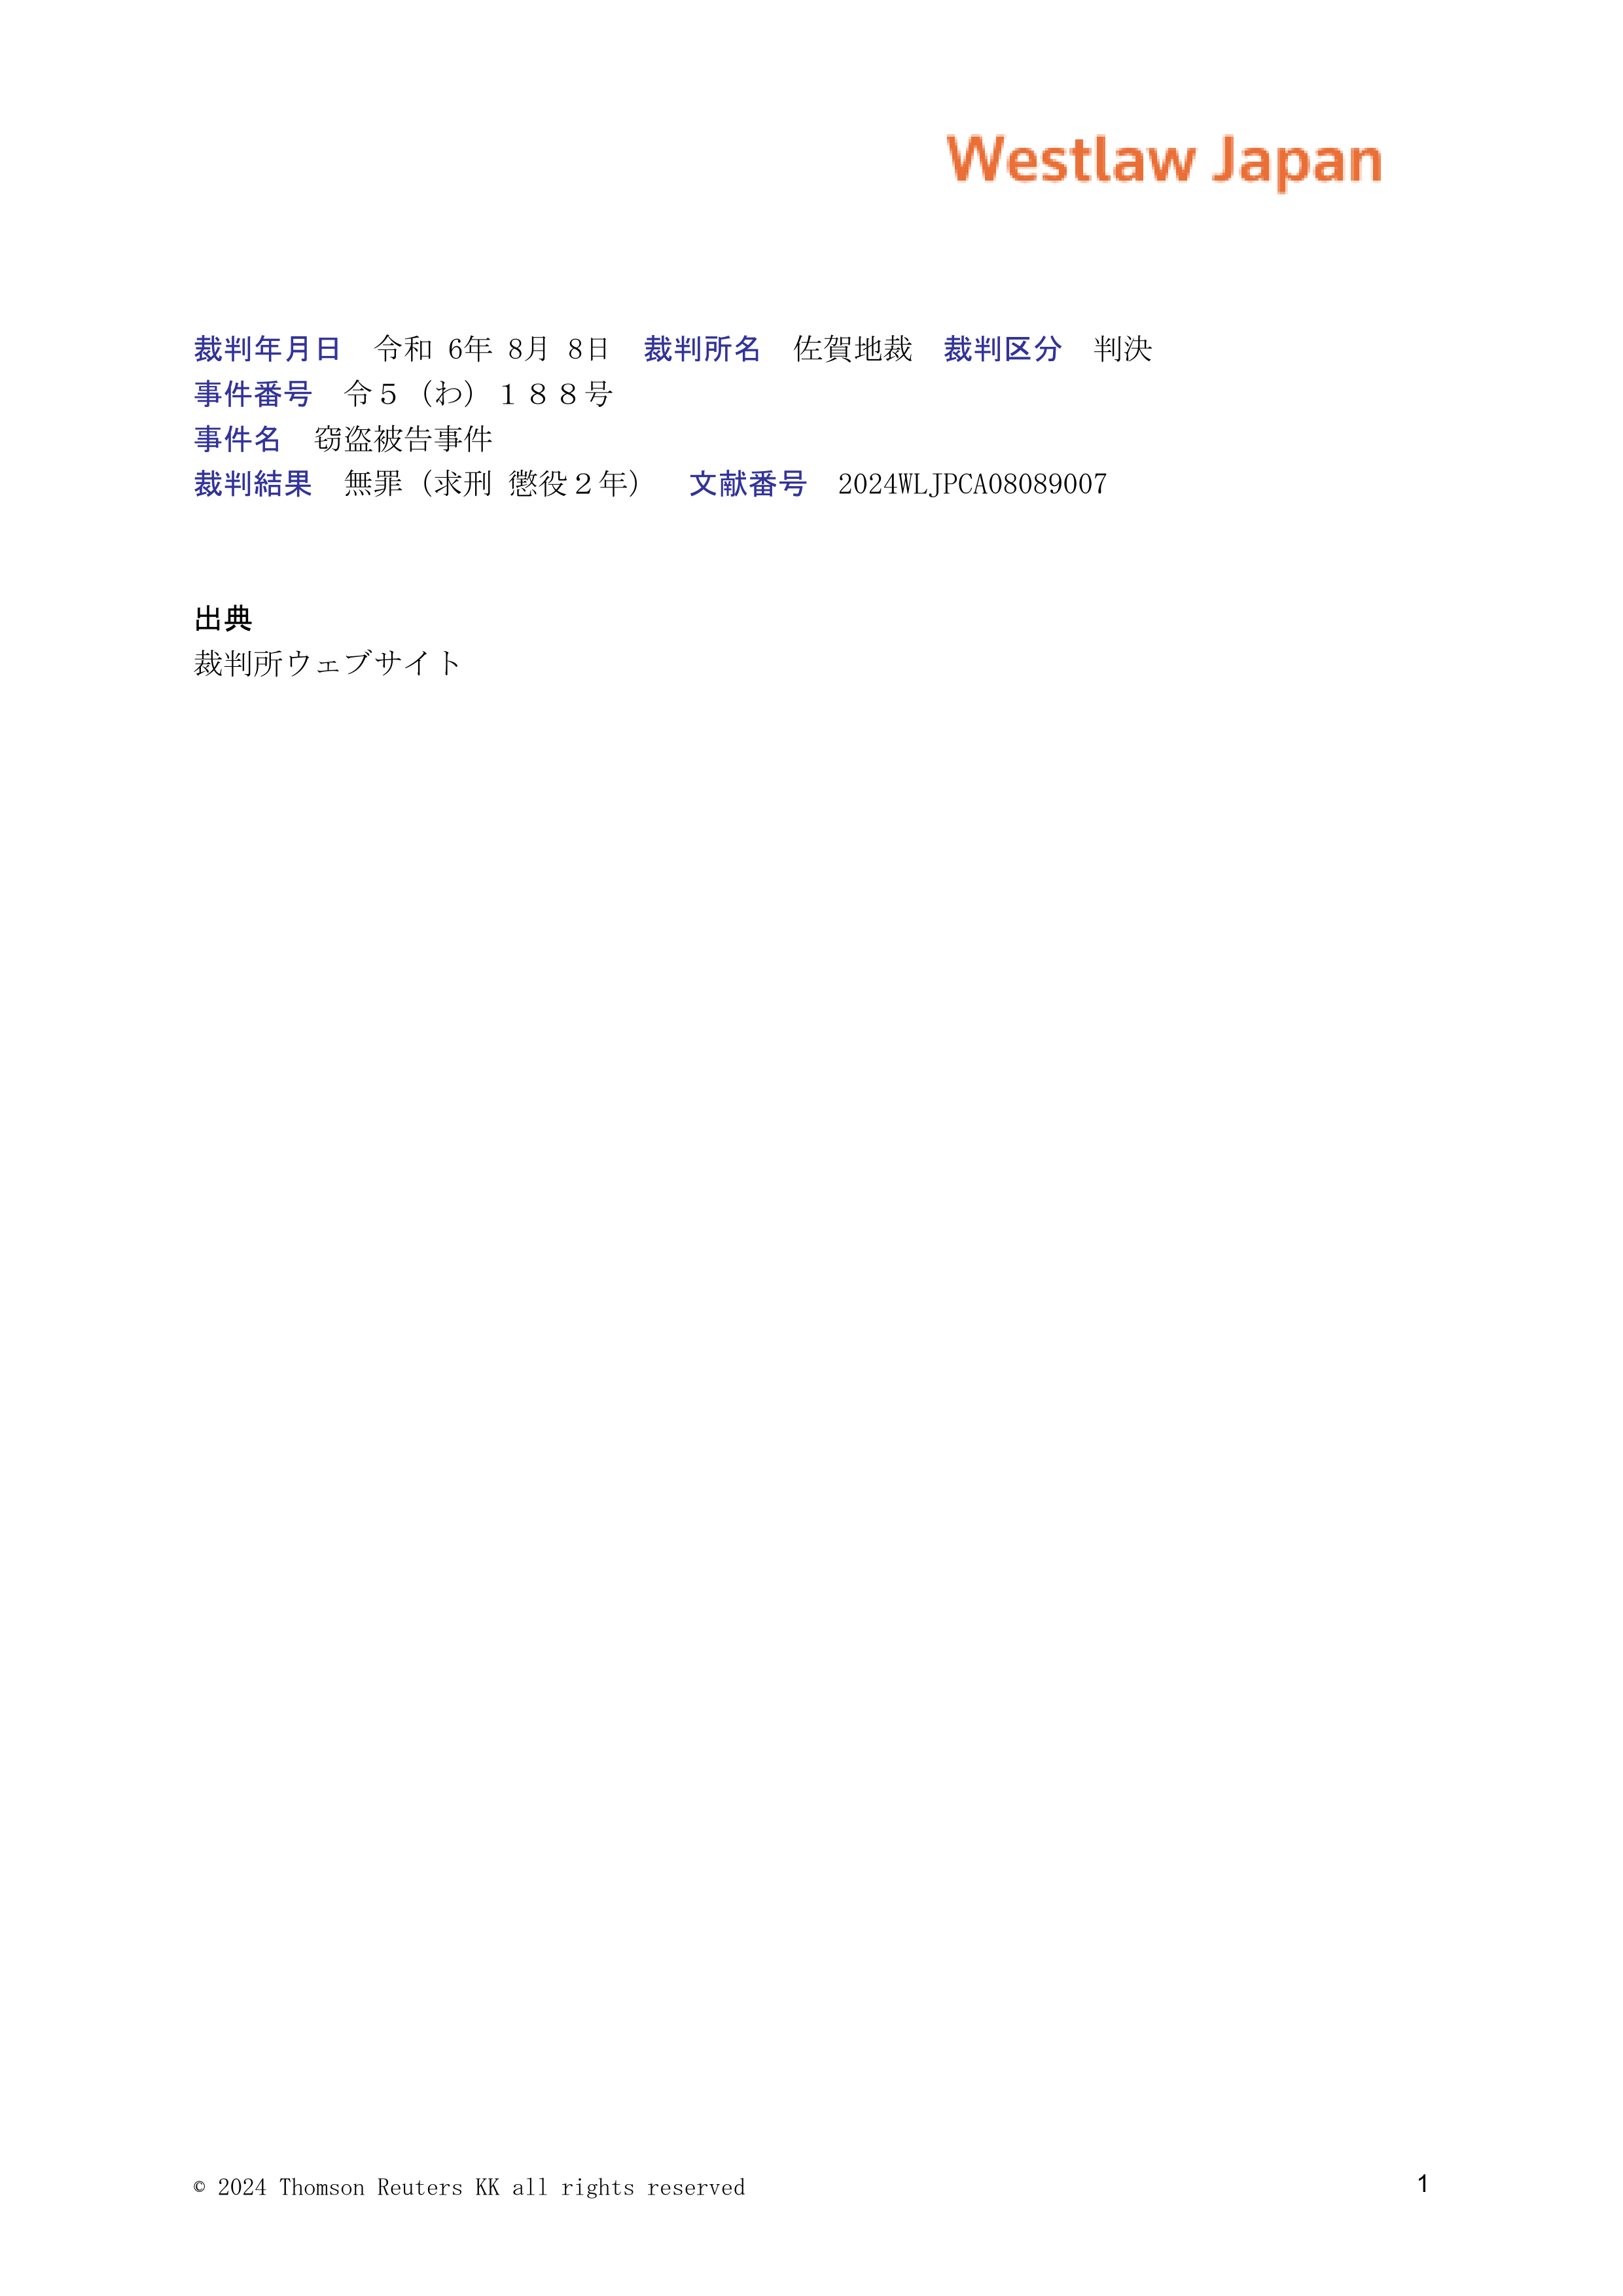 Westlaw Japan
裁判年月日　令和 6年 8月 8日　裁判所名　佐賀地裁　裁判区分　判決
事件番号　令５（わ）１８８号
事件名　窃盗被告事件
裁判結果　無罪（求刑 懲役２年）　文献番号　2024WLJPCA08089007
出典
裁判所ウェブサイト
© 2024 Thomson Reuters KK all rights reserved
1